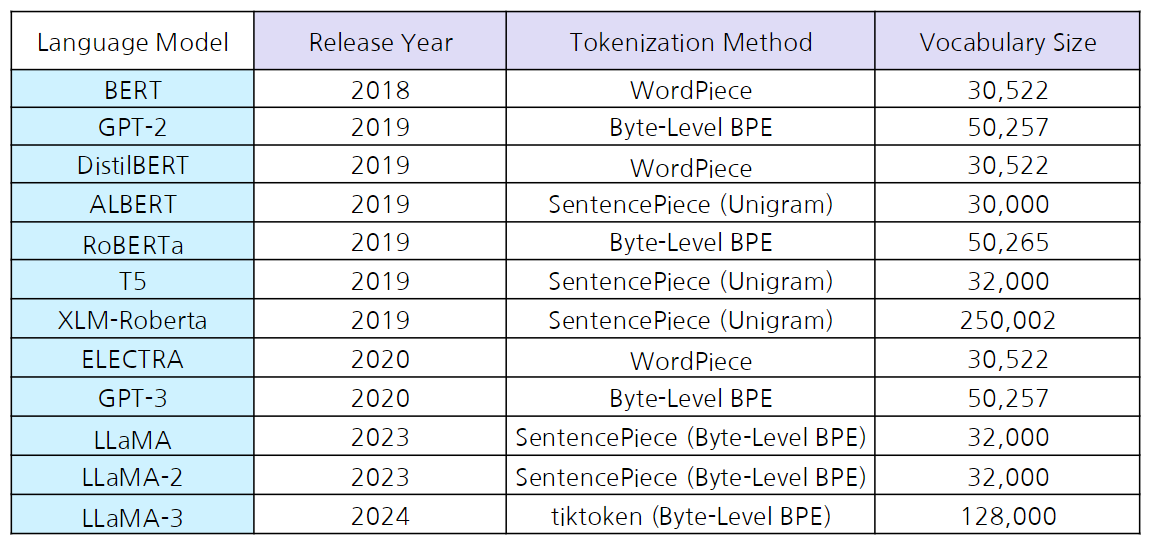 Language Model Release Year Tokenization Method Vocabulary Size
BERT 2018 WordPiece 30,522
GPT-2 2019 Byte-Level BPE 50,257
DistilBERT 2019 WordPiece 30,522
ALBERT 2019 SentencePiece (Unigram) 30,000
RoBERTa 2019 Byte-Level BPE 50,265
T5 2019 SentencePiece (Unigram) 32,000
XLM-Roberta 2019 SentencePiece (Unigram) 250,002
ELECTRA 2020 WordPiece 30,522
GPT-3 2020 Byte-Level BPE 50,257
LLaMA 2023 SentencePiece (Byte-Level BPE) 32,000
LLaMA-2 2023 SentencePiece (Byte-Level BPE) 32,000
LLaMA-3 2024 tiktoken (Byte-Level BPE) 128,000